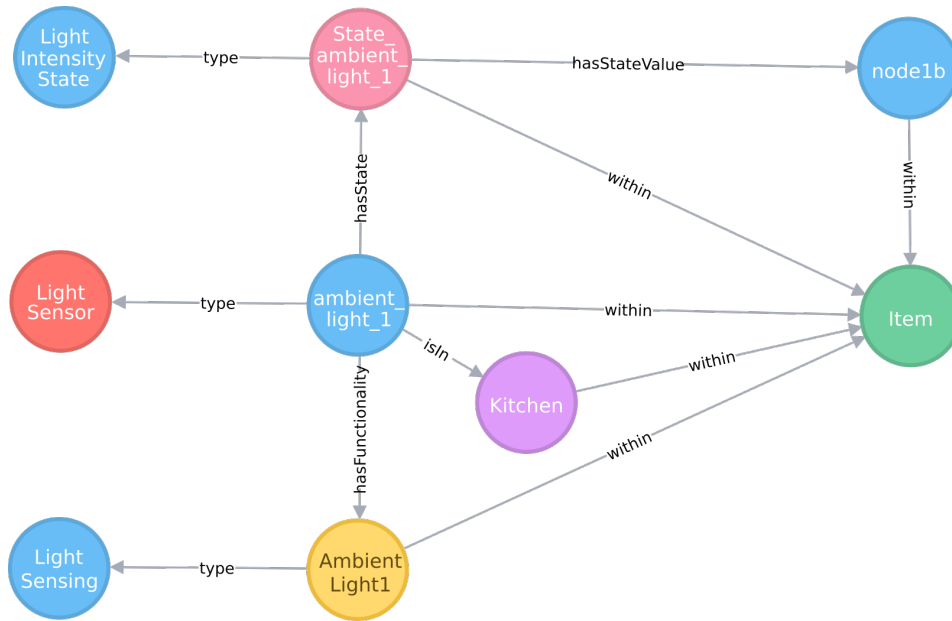 Light
Intensity
State
type
State_
ambient_
light_1
hasStateValue
node1b
within
within
hasState
Light
Sensor
type
ambient_
light_1
within
Item
isIn
Kitchen
within
hasFunctionality
within
Light
Sensing
type
Ambient
Light1